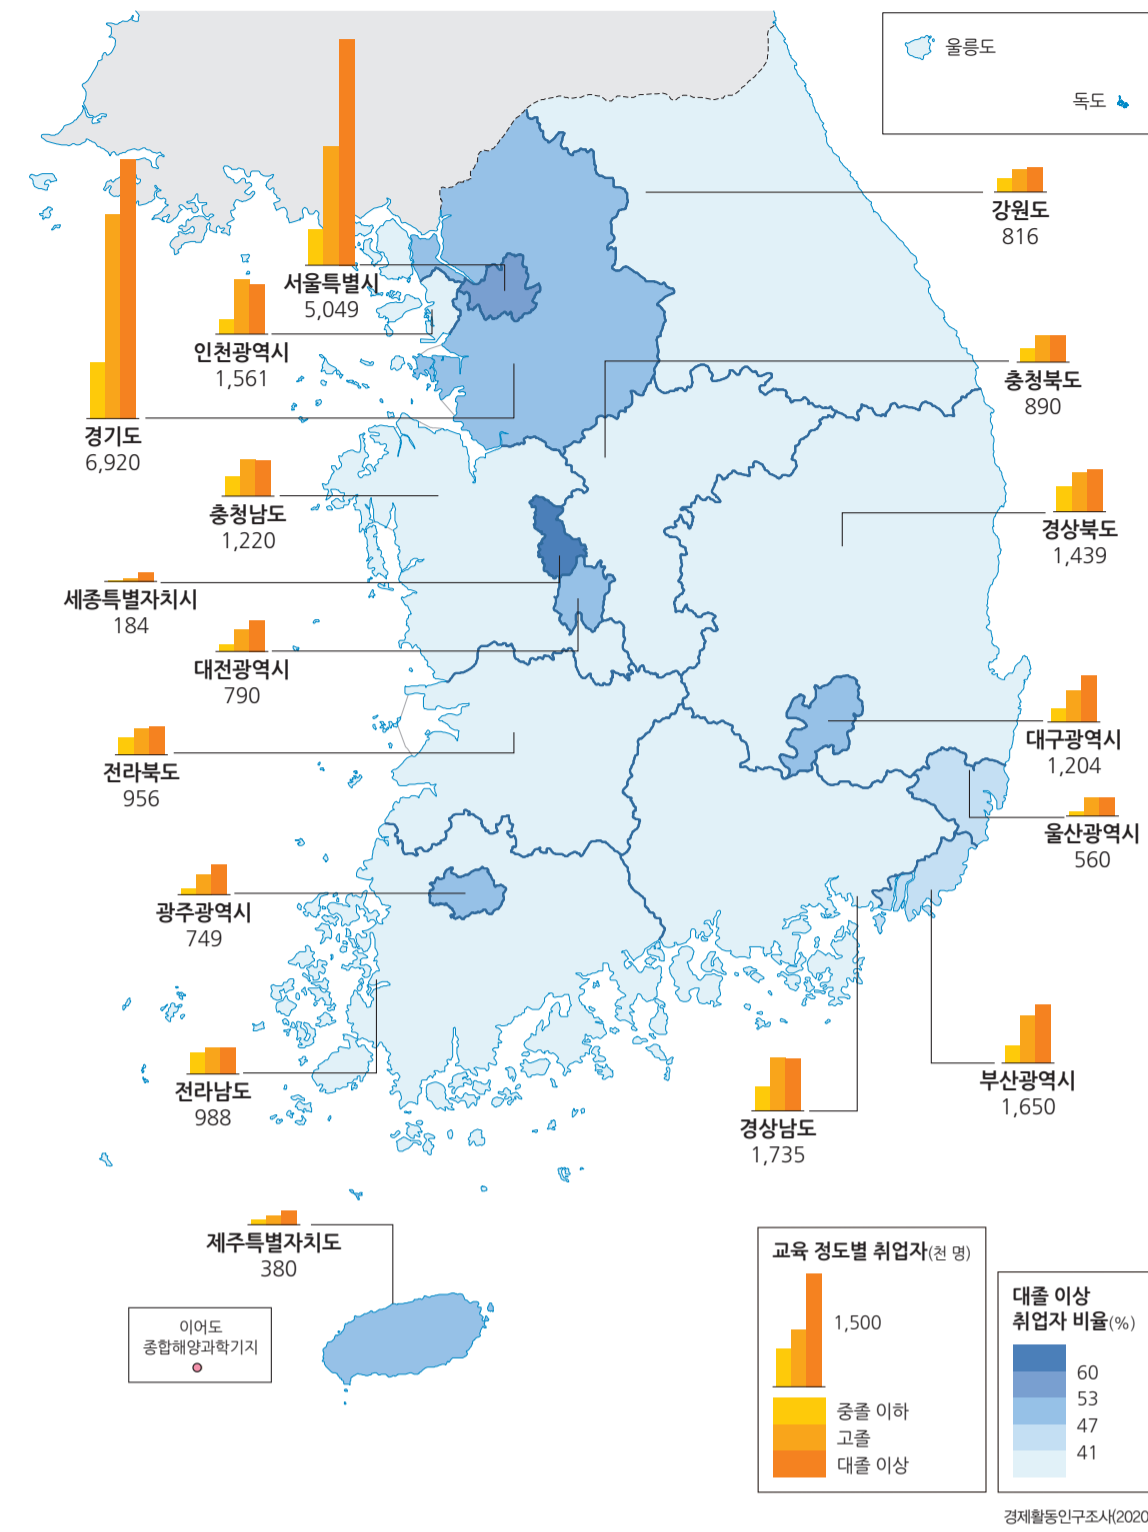 울릉도
독도
강원도
816
서울특별시
5,049
인천광역시
1,561
충청북도
890
경기도
6,920
충청남도
1,220
경상북도
1,439
세종특별자치시
184
대전광역시
790
대구광역시
1,204
전라북도
956
울산광역시
560
광주광역시
749
부산광역시
1,650
전라남도
988
경상남도
1,735
제주특별자치도
380
이어도
종합해양과학기지
교육 정도별 취업자(천 명)
1,500
중졸 이하
고졸
대졸 이상
대졸 이상
취업자 비율(%)
60
53
47
41
경제활동인구조사(2020